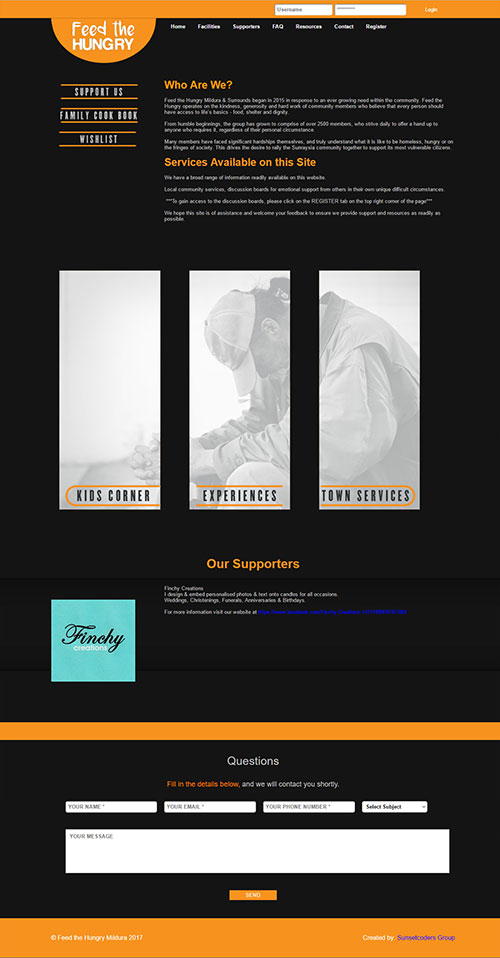 Username
Login
Feed the
HUNGRY
Home Facilities Supporters FAQ Resources Contact Register
SUPPORT US
FAMILY COOK BOOK
WISHLIST
Who Are We?
Feed the Hungry Mildura & Surrounds began in 2015 in response to an ever growing need within the community. Feed the
Hungry operates on the kindness, generosity and hard work of community members who believe that every person should
have access to life's basics - food, shelter and dignity.
From humble beginnings, the group has grown to comprise of over 2500 members, who strive daily to offer a hand up to
anyone who requires it, regardless of their personal circumstance.
Many members have faced significant hardships themselves, and truly understand what it is like to be homeless, hungry or on
the fringes of society. This drives the desire to rally the Sunraysia community together to support its most vulnerable citizens.
Services Available on this Site
We have a broad range of information readily available on this website.
Local community services, discussion boards for emotional support from others in their own unique difficult circumstances.
***To gain access to the discussion boards, please click on the REGISTER tab on the top right corner of the page***
We hope this site is of assistance and welcome your feedback to ensure we provide support and resources as readily as
possible.
KIDS CORNER
EXPERIENCES
TOWN SERVICES
Our Supporters
Finchy Creations
I design & embed personalised photos & text onto candles for all occasions.
Weddings, Christenings, Funerals, Anniversaries & Birthdays.
For more information visit our website at
Finchy
creations
Questions
Fill in the details below, and we will contact you shortly.
YOUR NAME * YOUR EMAIL * YOUR PHONE NUMBER * Select Subject
YOUR MESSAGE
SEND
© Feed the Hungry Mildura 2017
Created by: Sunsetcoders Group